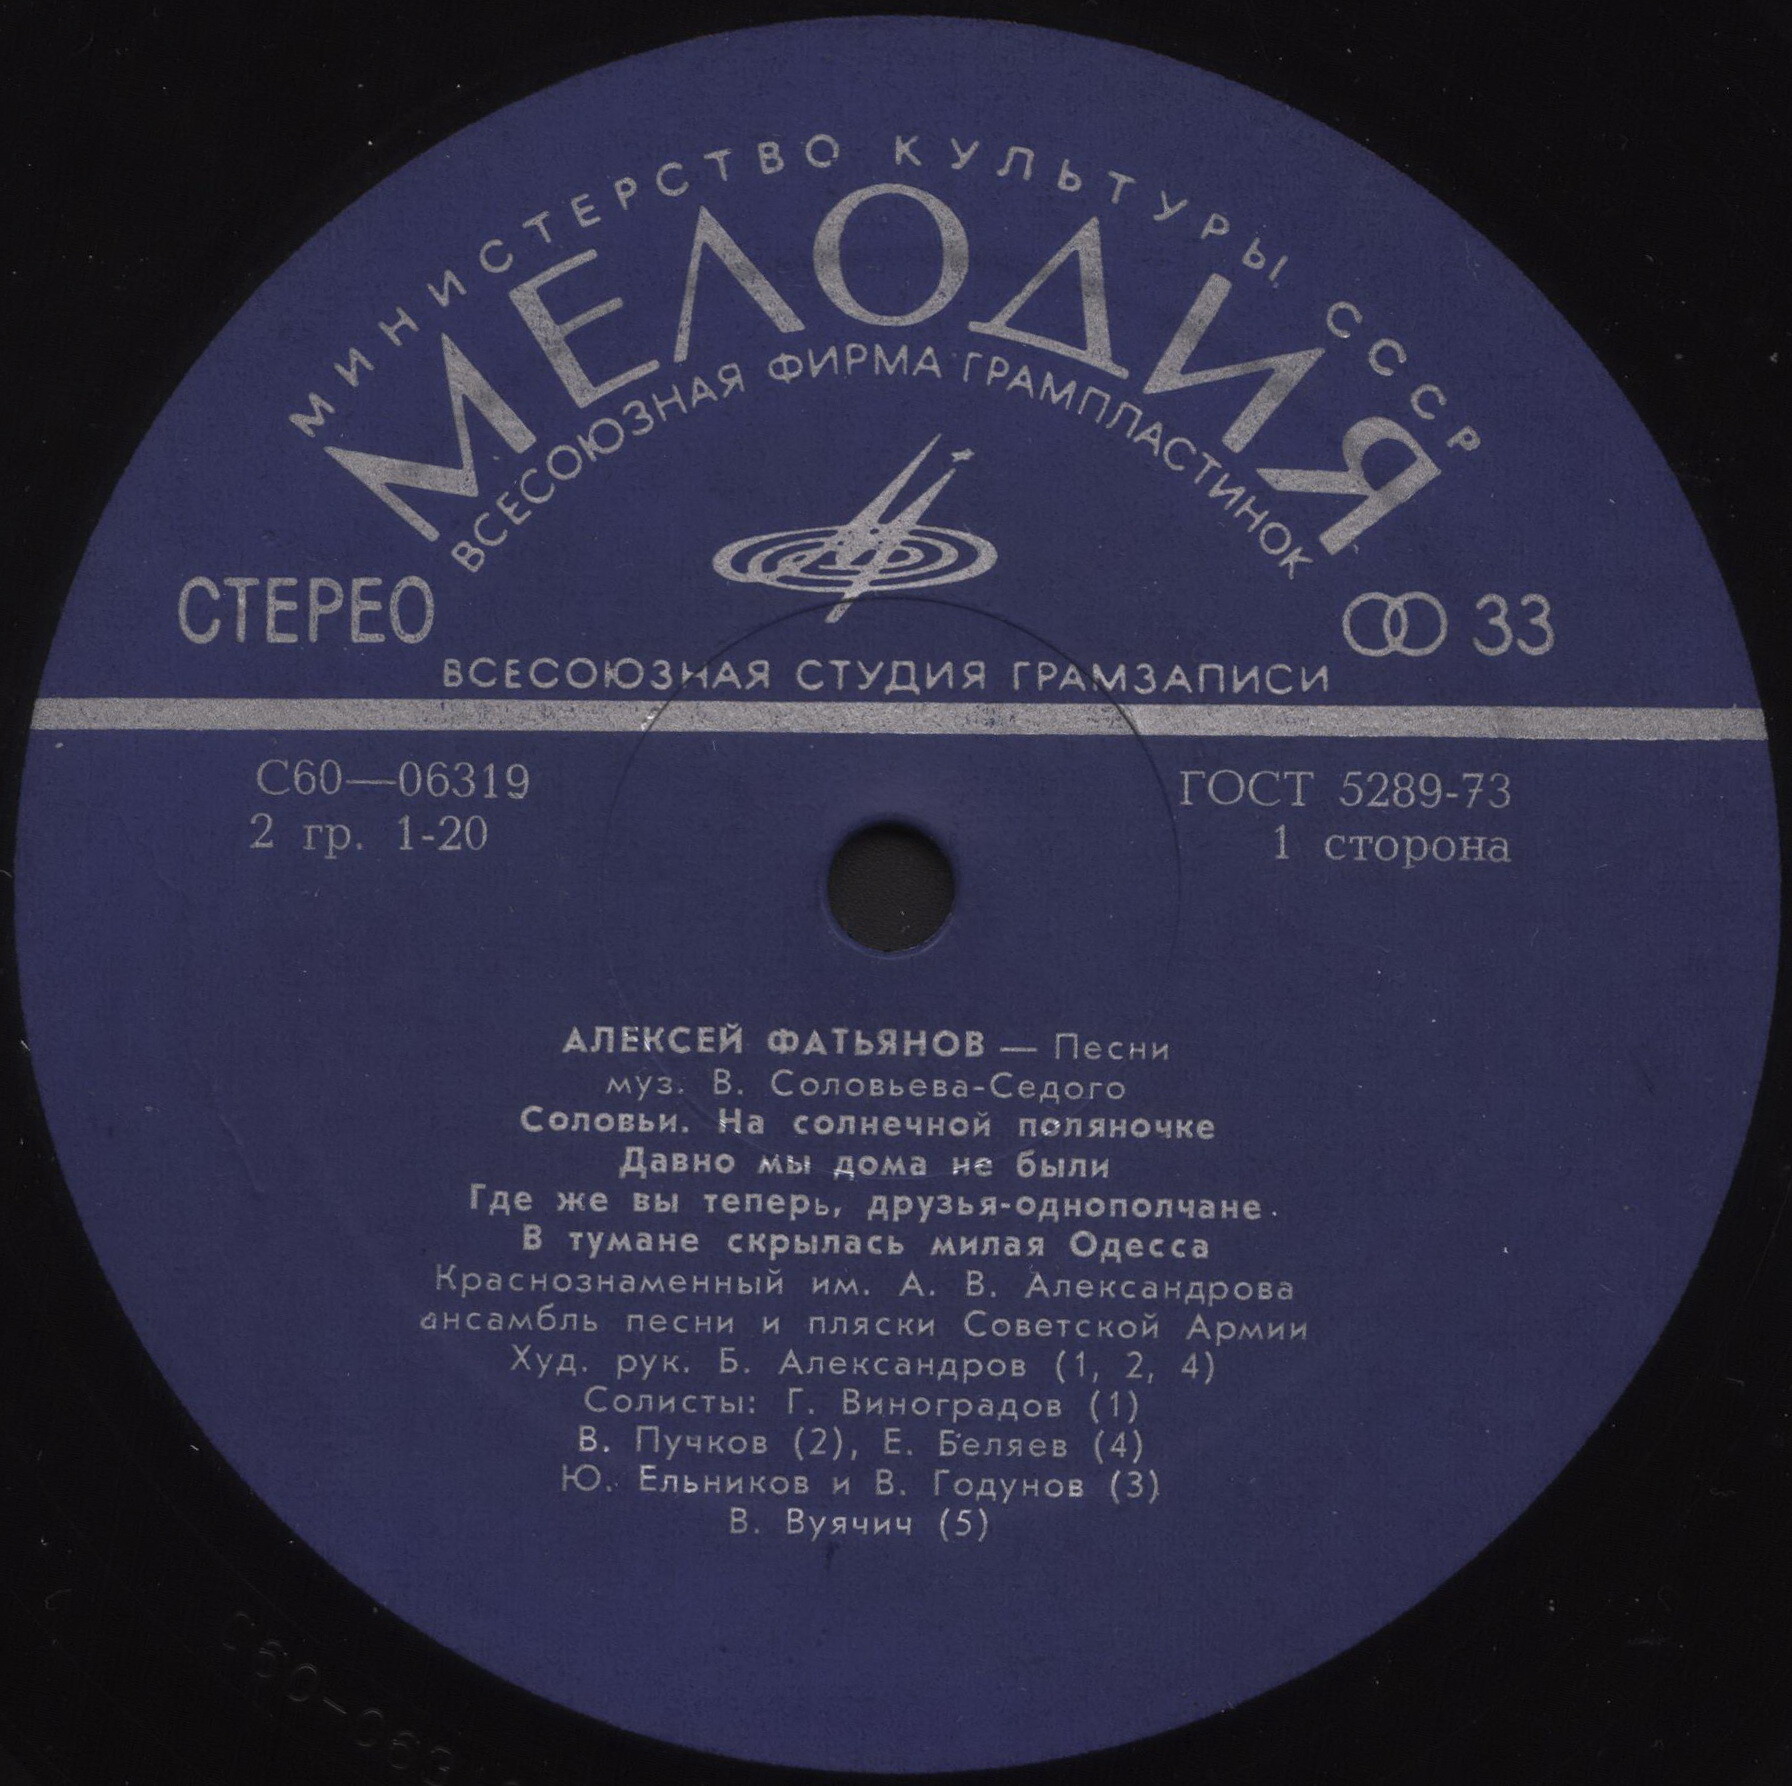 МИНИСТЕРСТВО КУЛЬТУРЫ СССР
МЕЛОДИЯ
ВСЕСОЮЗНАЯ ФИРМА ГРАМПЛАСТИНОК
СТЕРЕО
33
ВСЕСОЮЗНАЯ СТУДИЯ ГРАМЗАПИСИ
С60—06319
ГОСТ 5289-73
2 гр. 1-20
1 сторона
АЛЕКСЕЙ ФАТЬЯНОВ — Песни
муз. В. Соловьева-Седого
Соловьи. На солнечной поляночке
Давно мы дома не были
Где же вы теперь, друзья-однополчане.
В тумане скрылась милая Одесса
Краснознаменный им. А. В. Александрова
ансамбль песни и пляски Советской Армии
Худ. рук. Б. Александров (1, 2, 4)
Солисты: Г. Виноградов (1)
В. Пучков (2), Е. Беляев (4)
Ю. Ельников и В. Годунов (3)
В. Вуячич (5)